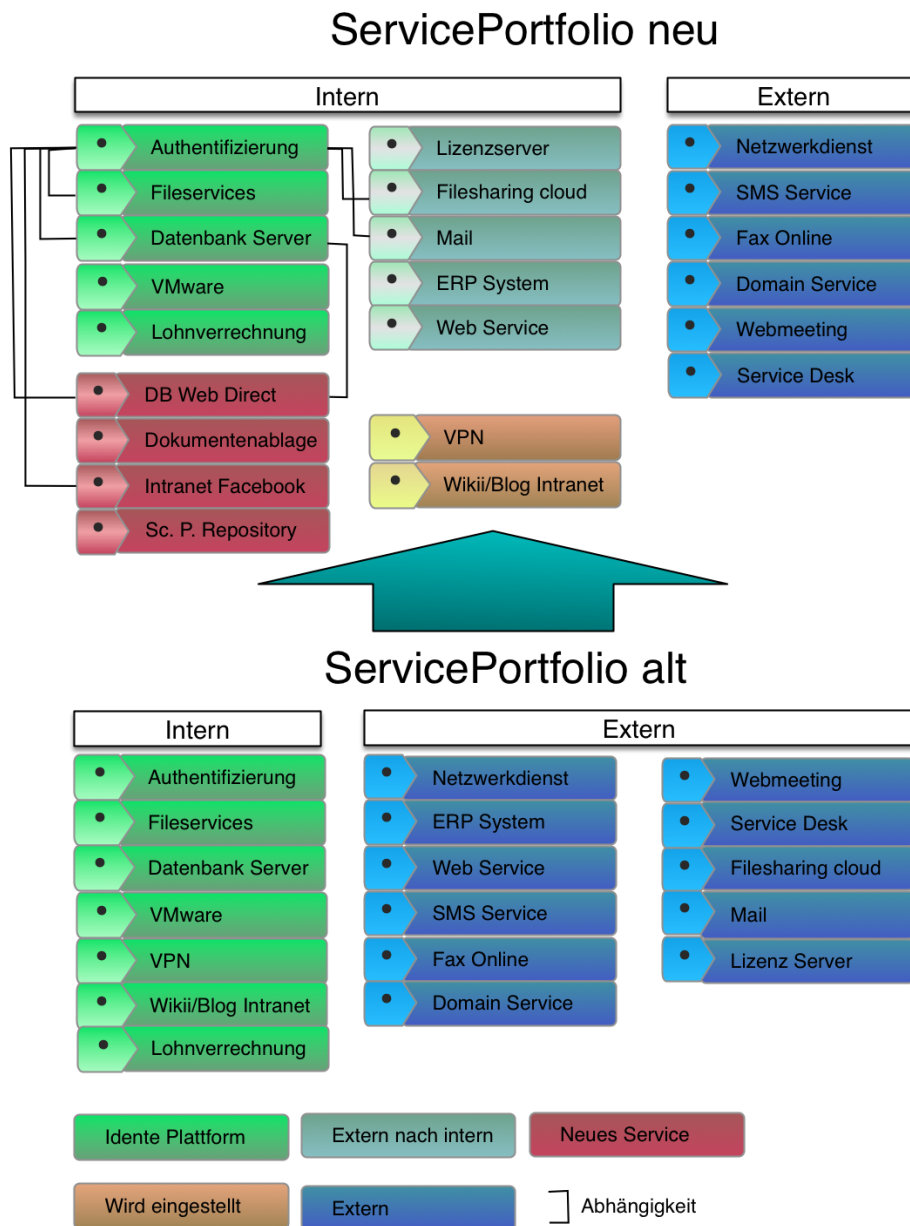 ServicePortfolio neu
Intern
Extern
Authentifizierung
Fileservices
Datenbank Server
VMware
Lohnverrechnung
DB Web Direct
Dokumentenablage
Intranet Facebook
Sc. P. Repository
Lizenzserver
Filesharing cloud
Mail
ERP System
Web Service
VPN
Wikii/Blog Intranet
Netzwerkdienst
SMS Service
Fax Online
Domain Service
Webmeeting
Service Desk
ServicePortfolio alt
Intern
Extern
Authentifizierung
Fileservices
Datenbank Server
VMware
VPN
Wikii/Blog Intranet
Lohnverrechnung
Netzwerkdienst
ERP System
Web Service
SMS Service
Fax Online
Domain Service
Webmeeting
Service Desk
Filesharing cloud
Mail
Lizenz Server
Idente Plattform
Extern nach intern
Neues Service
Wird eingestellt
Extern
Abhängigkeit